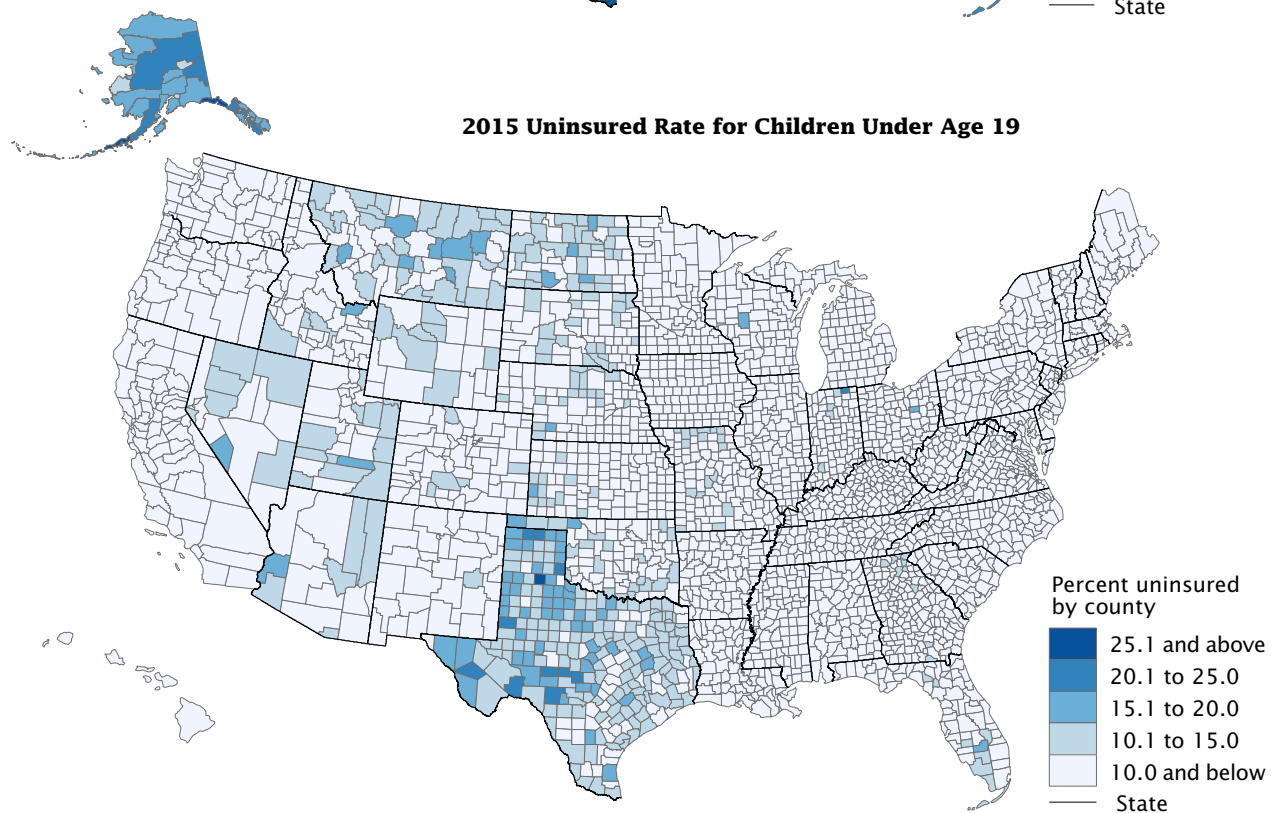 State
2015 Uninsured Rate for Children Under Age 19
Percent uninsured
by county
25.1 and above
20.1 to 25.0
15.1 to 20.0
10.1 to 15.0
10.0 and below
State